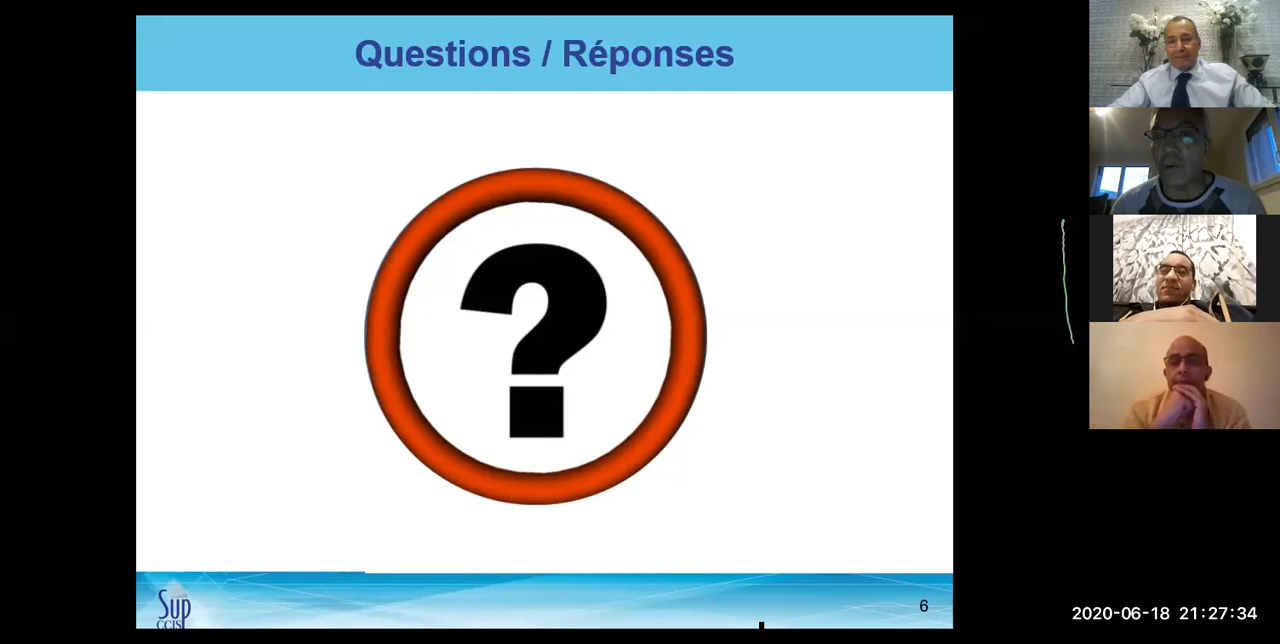 Questions / Réponses
?
Sup
CCIS
6
2020-06-18 21:27:34